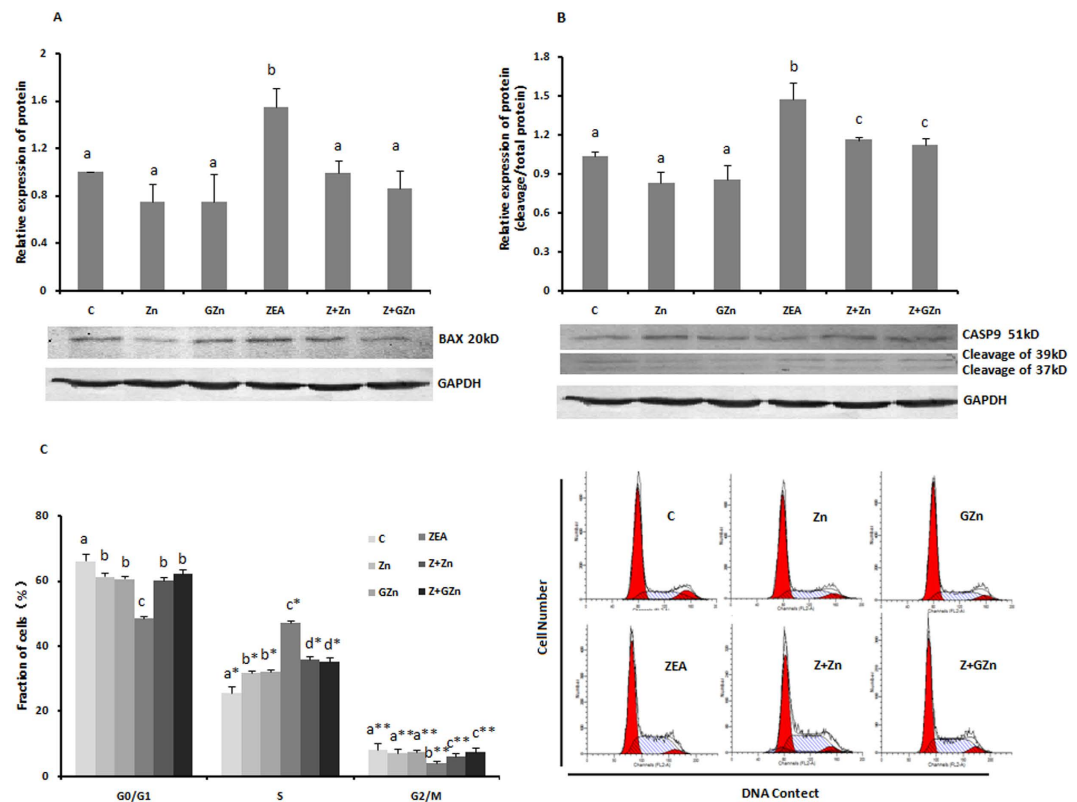 A
Relative expression of protein
2
1.6
1.2
0.8
0.4
0
b
a a a a a
C Zn GZn ZEA Z+Zn Z+GZn
BAX 20kD
GAPDH
B
Relative expression of protein
(cleavage/total protein)
1.8
1.5
1.2
0.9
0.6
0.3
0
a a a b c c
C Zn GZn ZEA Z+Zn Z+GZn
CASP9 51kD
Cleavage of 39kD
Cleavage of 37kD
GAPDH
C
Fraction of cells (%)
80
60
40
20
0
a b b c b b
a* b* b* c* d* d*
a** a** a** b** c** c**
G0/G1 S G2/M
C
Zn
GZn
ZEA
Z+Zn
Z+GZn
Cell Number
C Zn GZn
ZEA Z+Zn Z+GZn
Number
Channels (FL2-A)
DNA Contect